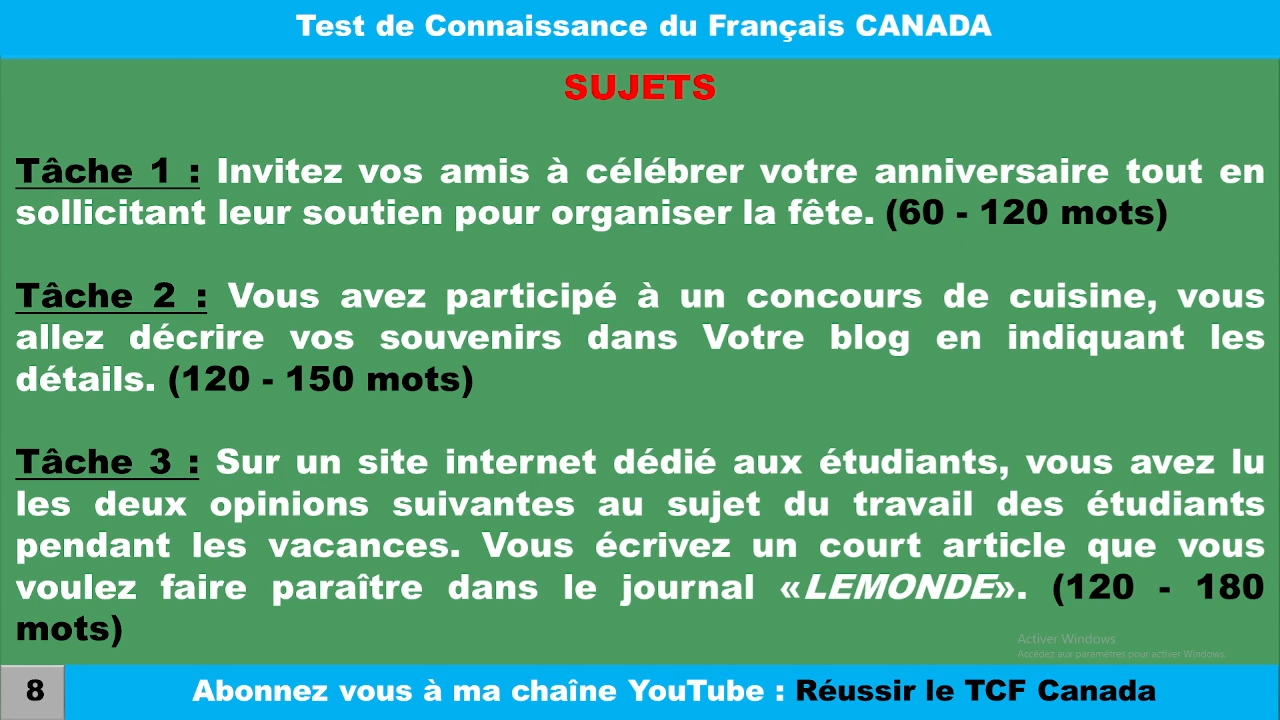 Test de Connaissance du Français CANADA
SUJETS
Tâche 1 : Invitez vos amis à célébrer votre anniversaire tout en
sollicitant leur soutien pour organiser la fête. (60 - 120 mots)
Tâche 2 : Vous avez participé à un concours de cuisine, vous
allez décrire vos souvenirs dans Votre blog en indiquant les
détails. (120 - 150 mots)
Tâche 3 : Sur un site internet dédié aux étudiants, vous avez lu
les deux opinions suivantes au sujet du travail des étudiants
pendant les vacances. Vous écrivez un court article que vous
voulez faire paraître dans le journal «LEMONDE». (120 - 180
mots)
Activer Windows
Accédez aux paramètres pour activer Windows.
8
Abonnez vous à ma chaîne YouTube : Réussir le TCF Canada